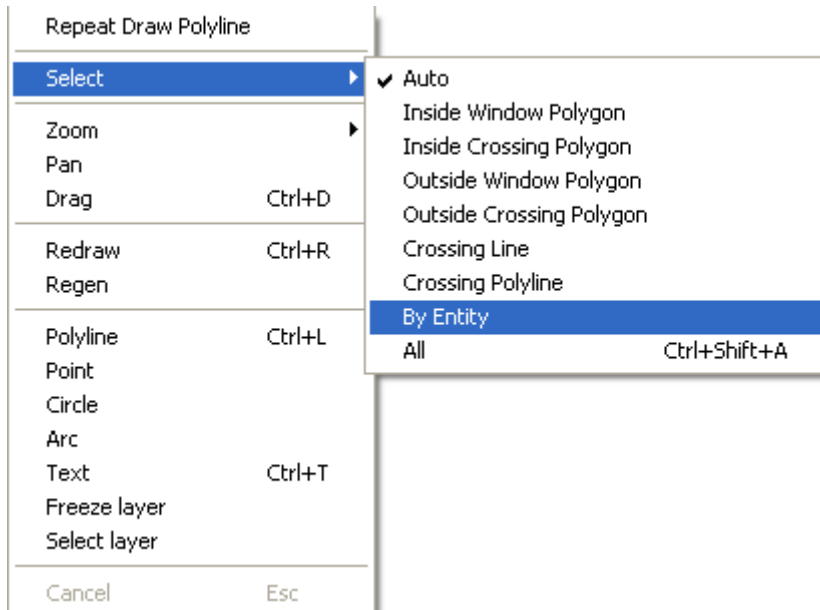 Repeat Draw Polyline
Select
Auto
Inside Window Polygon
Inside Crossing Polygon
Outside Window Polygon
Outside Crossing Polygon
Crossing Line
Crossing Polyline
By Entity
All Ctrl+Shift+A
Zoom
Pan
Drag Ctrl+D
Redraw Ctrl+R
Regen
Polyline Ctrl+L
Point
Circle
Arc
Text Ctrl+T
Freeze layer
Select layer
Cancel Esc